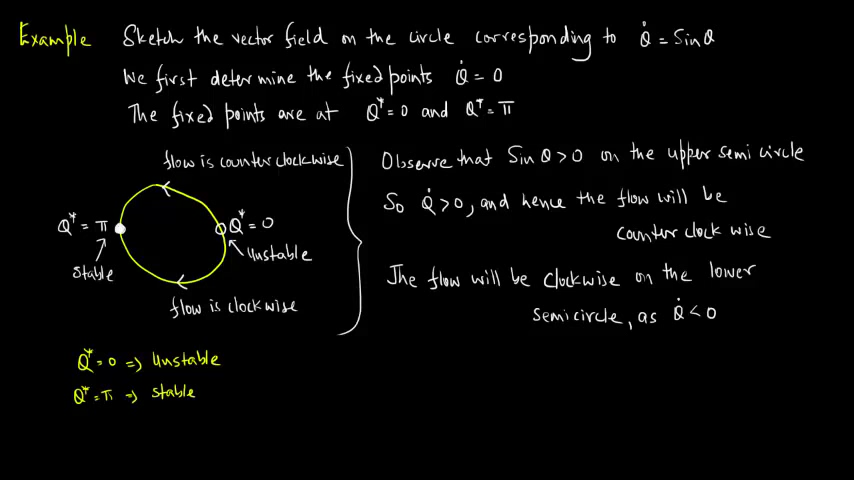 Example Sketch the vector field on the circle corresponding to Q̇ = Sin Q
We first determine the fixed points Q̇ = 0
The fixed points are at Q* = 0 and Q* = π
flow is counter clockwise
Q* = π
Stable
Q* = 0
Unstable
flow is clockwise
Observe that Sin Q > 0 on the upper semi circle
So Q̇ > 0, and hence the flow will be
counter clock wise
The flow will be clockwise on the lower
semicircle, as Q̇ < 0
Q* = 0 => Unstable
Q* = π => Stable